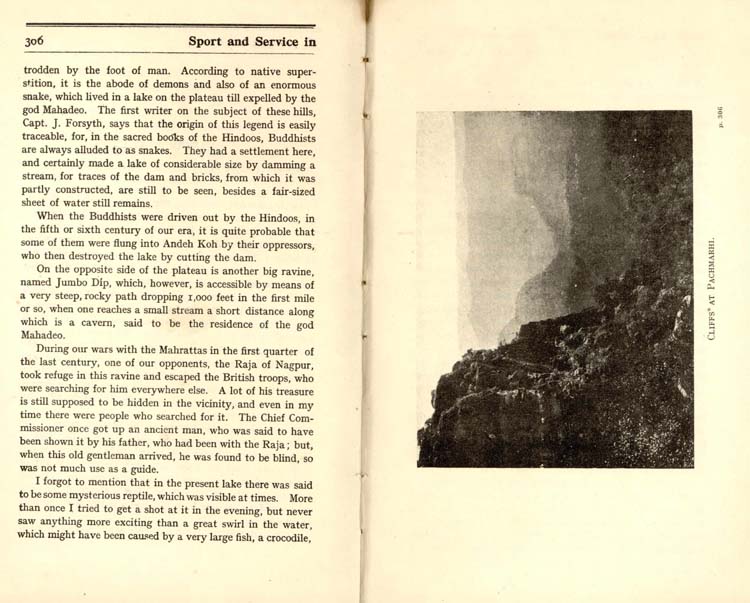 306
Sport and Service in
trodden by the foot of man. According to native super-
stition, it is the abode of demons and also of an enormous
snake, which lived in a lake on the plateau till expelled by the
god Mahadeo. The first writer on the subject of these hills,
Capt. J. Forsyth, says that the origin of this legend is easily
traceable, for, in the sacred books of the Hindoos, Buddhists
are always alluded to as snakes. They had a settlement here,
and certainly made a lake of considerable size by damming a
stream, for traces of the dam and bricks, from which it was
partly constructed, are still to be seen, besides a fair-sized
sheet of water still remains.
When the Buddhists were driven out by the Hindoos, in
the fifth or sixth century of our era, it is quite probable that
some of them were flung into Andeh Koh by their oppressors,
who then destroyed the lake by cutting the dam.
On the opposite side of the plateau is another big ravine,
named Jumbo Dip, which, however, is accessible by means of
a very steep, rocky path dropping 1,000 feet in the first mile
or so, when one reaches a small stream a short distance along
which is a cavern, said to be the residence of the god
Mahadeo.
During our wars with the Mahrattas in the first quarter of
the last century, one of our opponents, the Raja of Nagpur,
took refuge in this ravine and escaped the British troops, who
were searching for him everywhere else. A lot of his treasure
is still supposed to be hidden in the vicinity, and even in my
time there were people who searched for it. The Chief Com-
missioner once got up an ancient man, who was said to have
been shown it by his father, who had been with the Raja; but,
when this old gentleman arrived, he was found to be blind, so
was not much use as a guide.
I forgot to mention that in the present lake there was said
to be some mysterious reptile, which was visible at times. More
than once I tried to get a shot at it in the evening, but never
saw anything more exciting than a great swirl in the water,
which might have been caused by a very large fish, a crocodile,
Cliffs at Pachmarhi.
p. 306